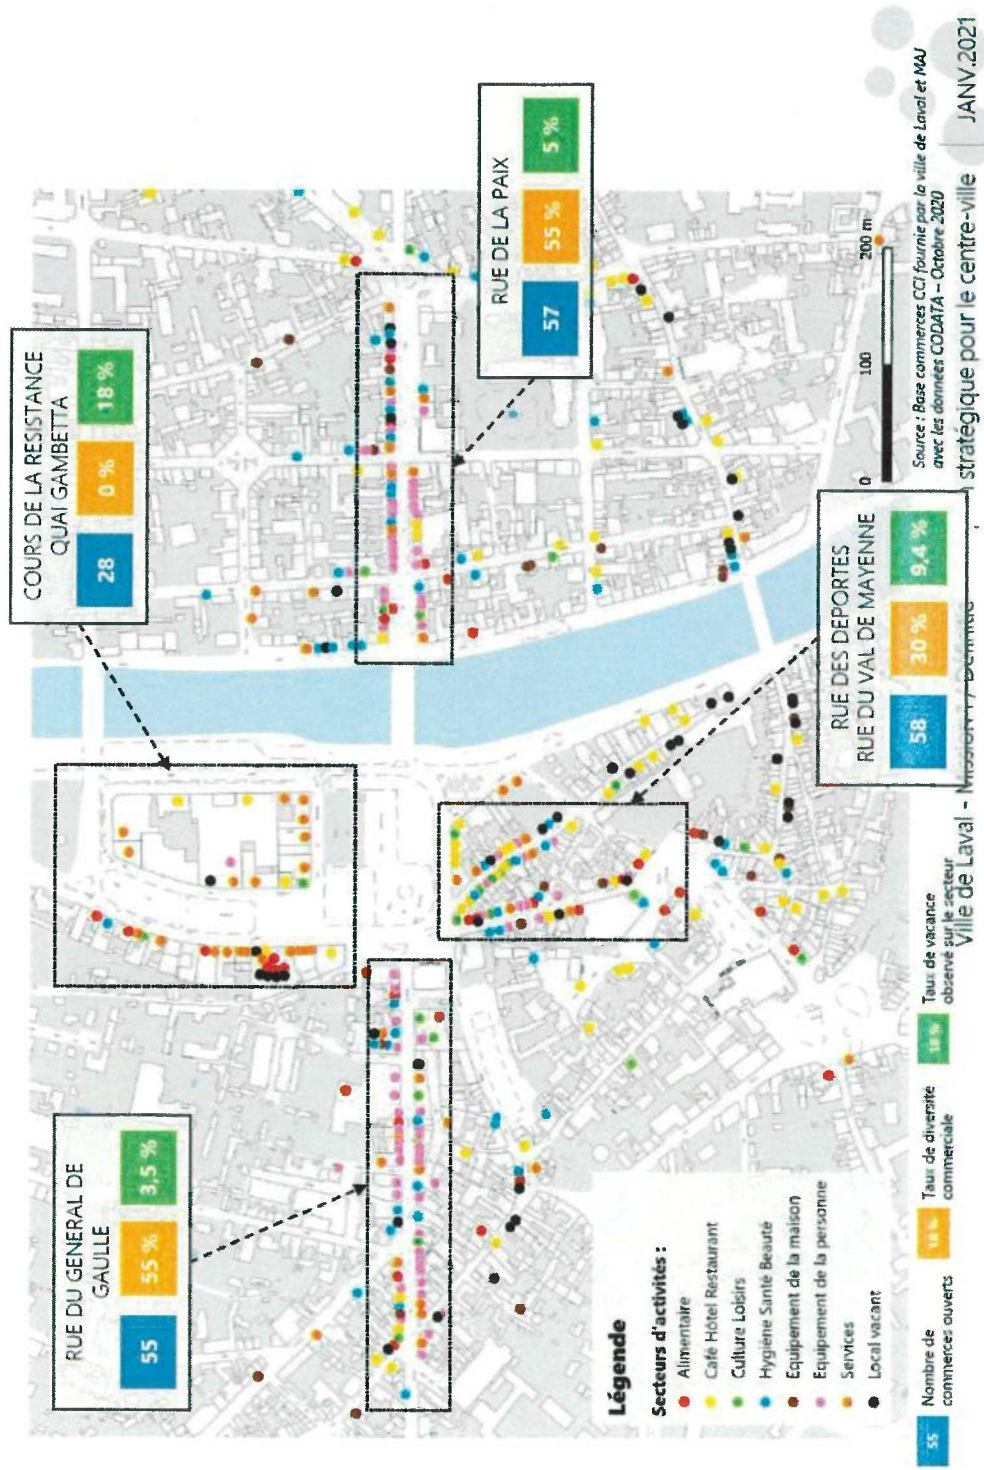 RUE DU GENERAL DE
GAULLE
55
55 %
3,5 %
COURS DE LA RESISTANCE
QUAI GAMBETTA
28
0 %
18 %
RUE DE LA PAIX
57
55 %
5 %
RUE DES DEPORTES
RUE DU VAL DE MAYENNE
58
30 %
9,4 %
Légende
Secteurs d'activités :
Alimentaire
Café Hôtel Restaurant
Culture Loisirs
Hygiène Santé Beauté
Equipement de la maison
Equipement de la personne
Services
Local vacant
0
100
200 m
Source : Base commerces CCI fournie par la ville de Laval et MAJ
avec les données CODATA – Octobre 2020
55
Nombre de
commerces ouverts
Taux de diversité
commerciale
18 %
Taux de vacance
observé sur le secteur
Ville de Laval -
stratégique pour le centre-ville
JANV.2021